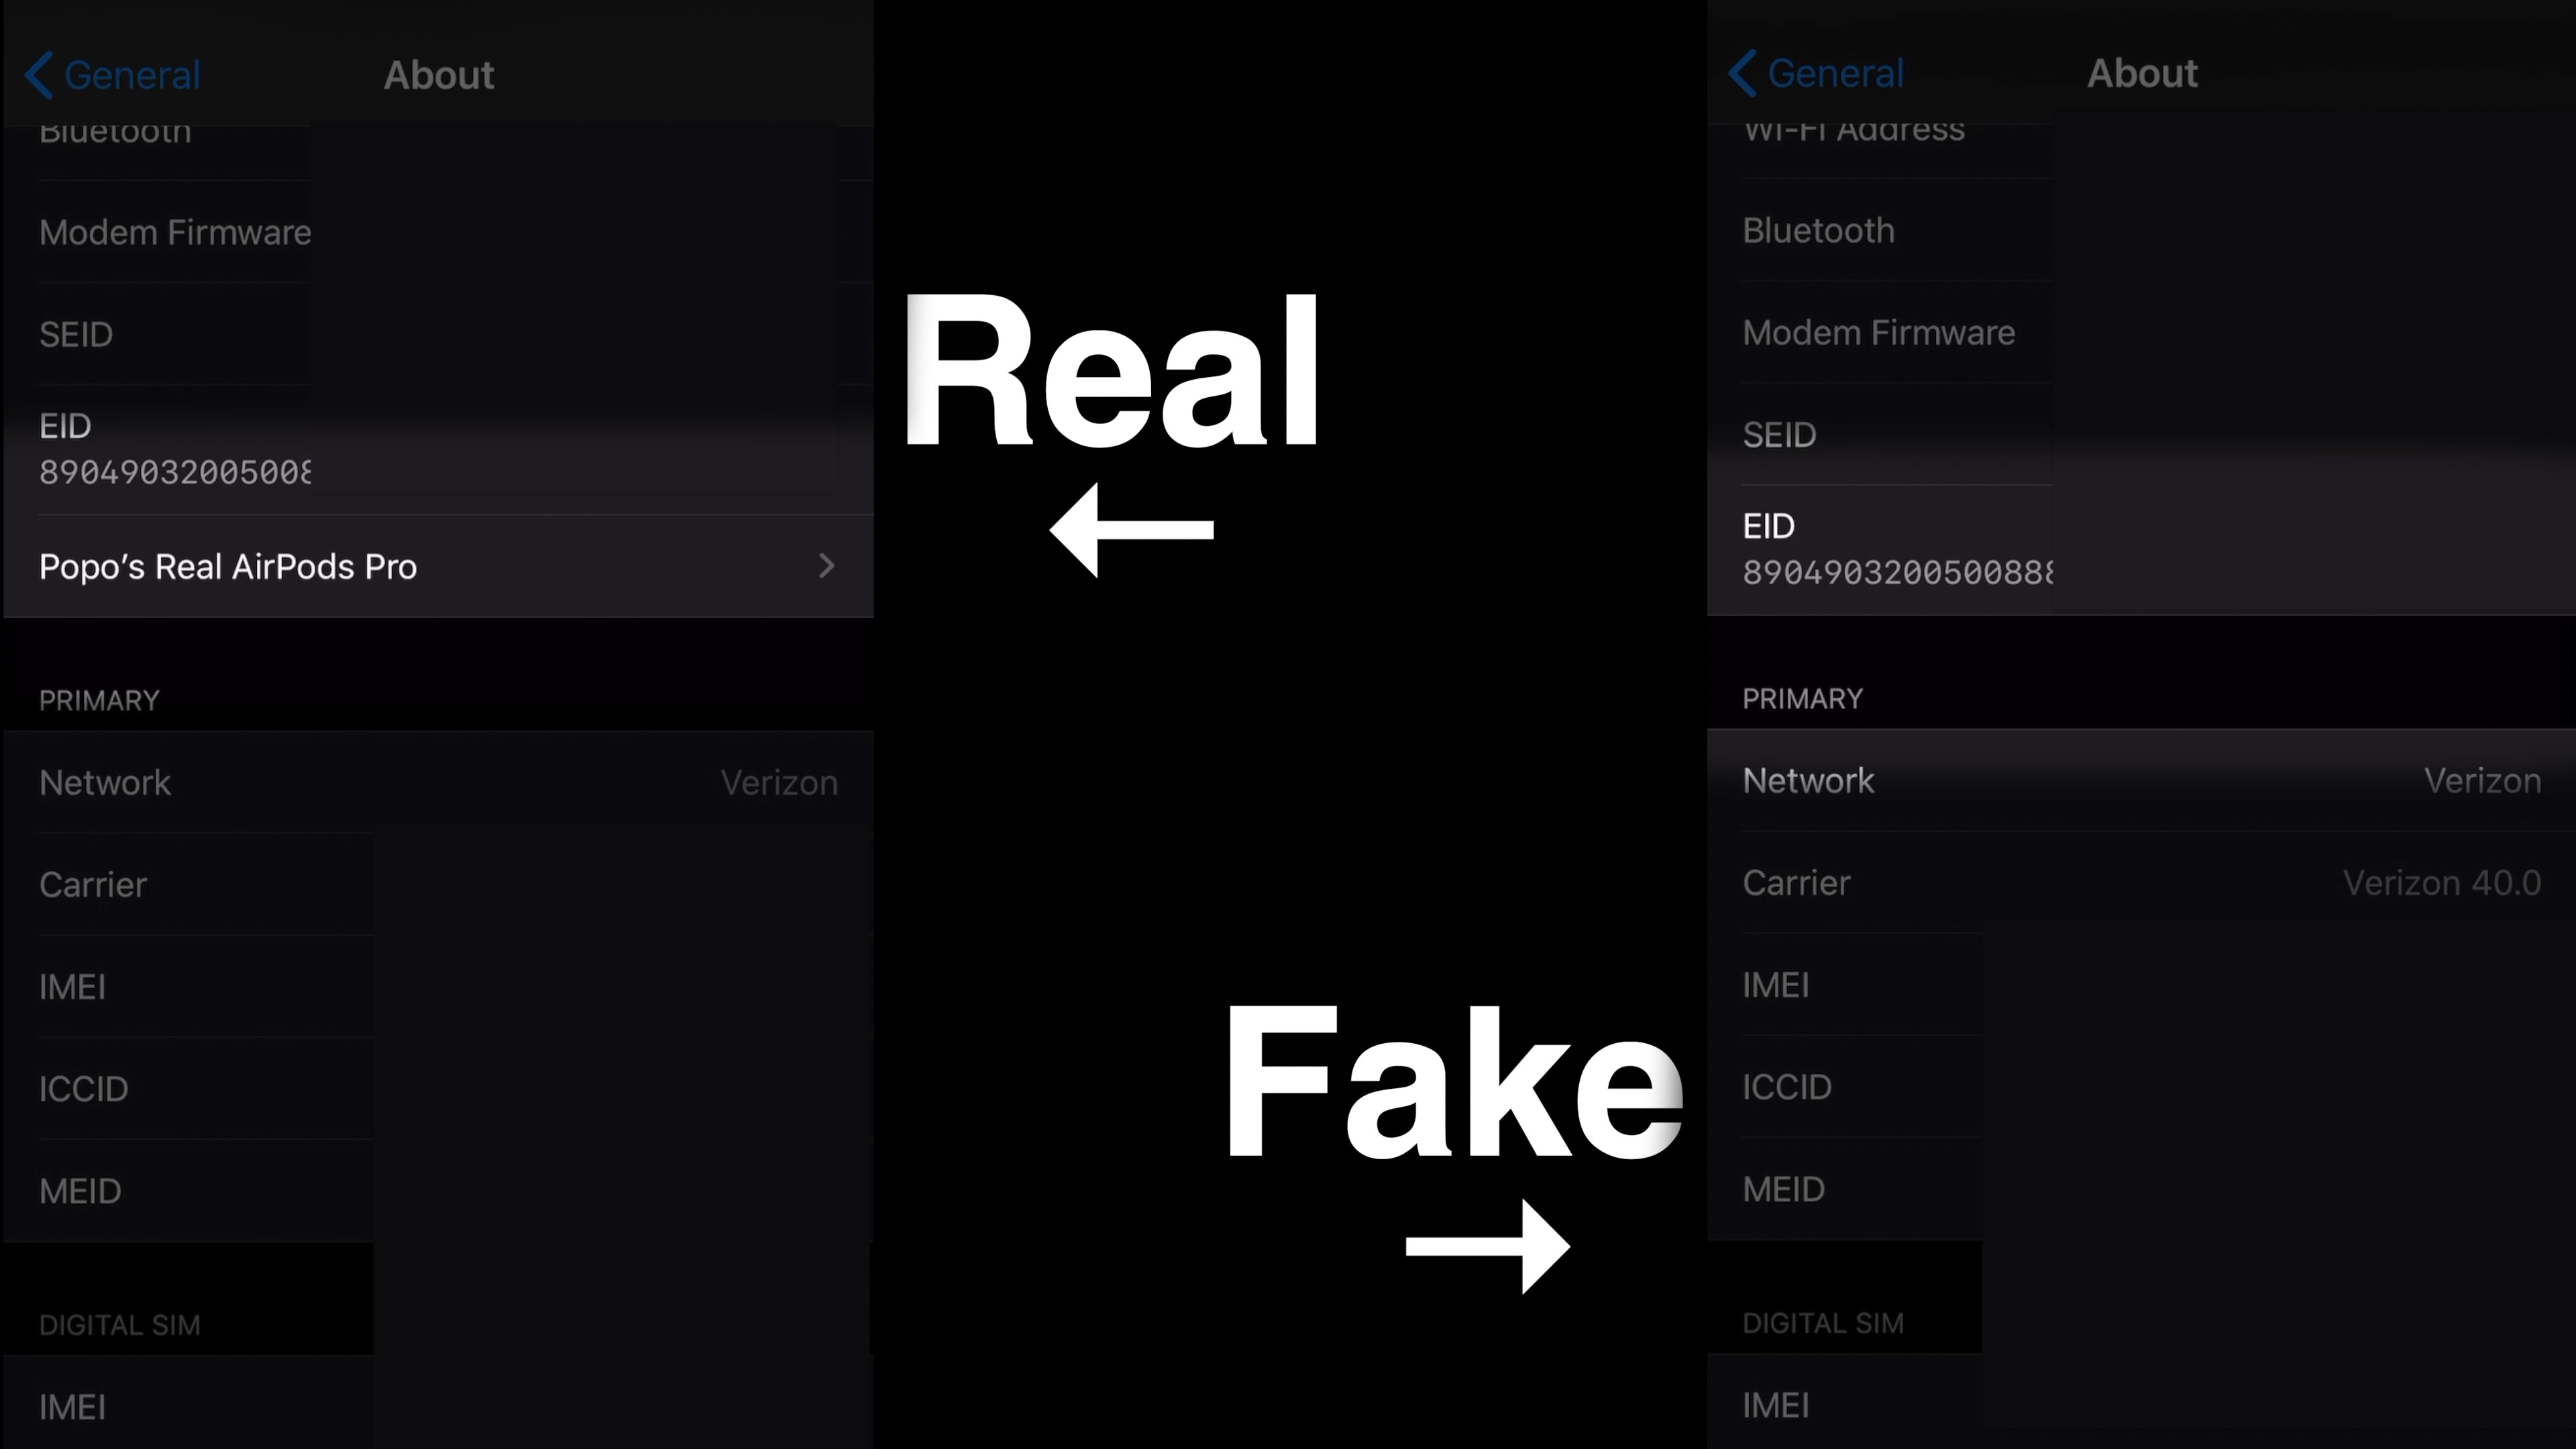 General
About
Bluetooth
Modem Firmware
SEID
EID
8904903200500
Popo's Real AirPods Pro
PRIMARY
Network
Verizon
Carrier
IMEI
ICCID
MEID
DIGITAL SIM
IMEI
Real
Fake
General
About
Wi-Fi Address
Bluetooth
Modem Firmware
SEID
EID
890490320050088
PRIMARY
Network
Verizon
Carrier
Verizon 40.0
IMEI
ICCID
MEID
DIGITAL SIM
IMEI